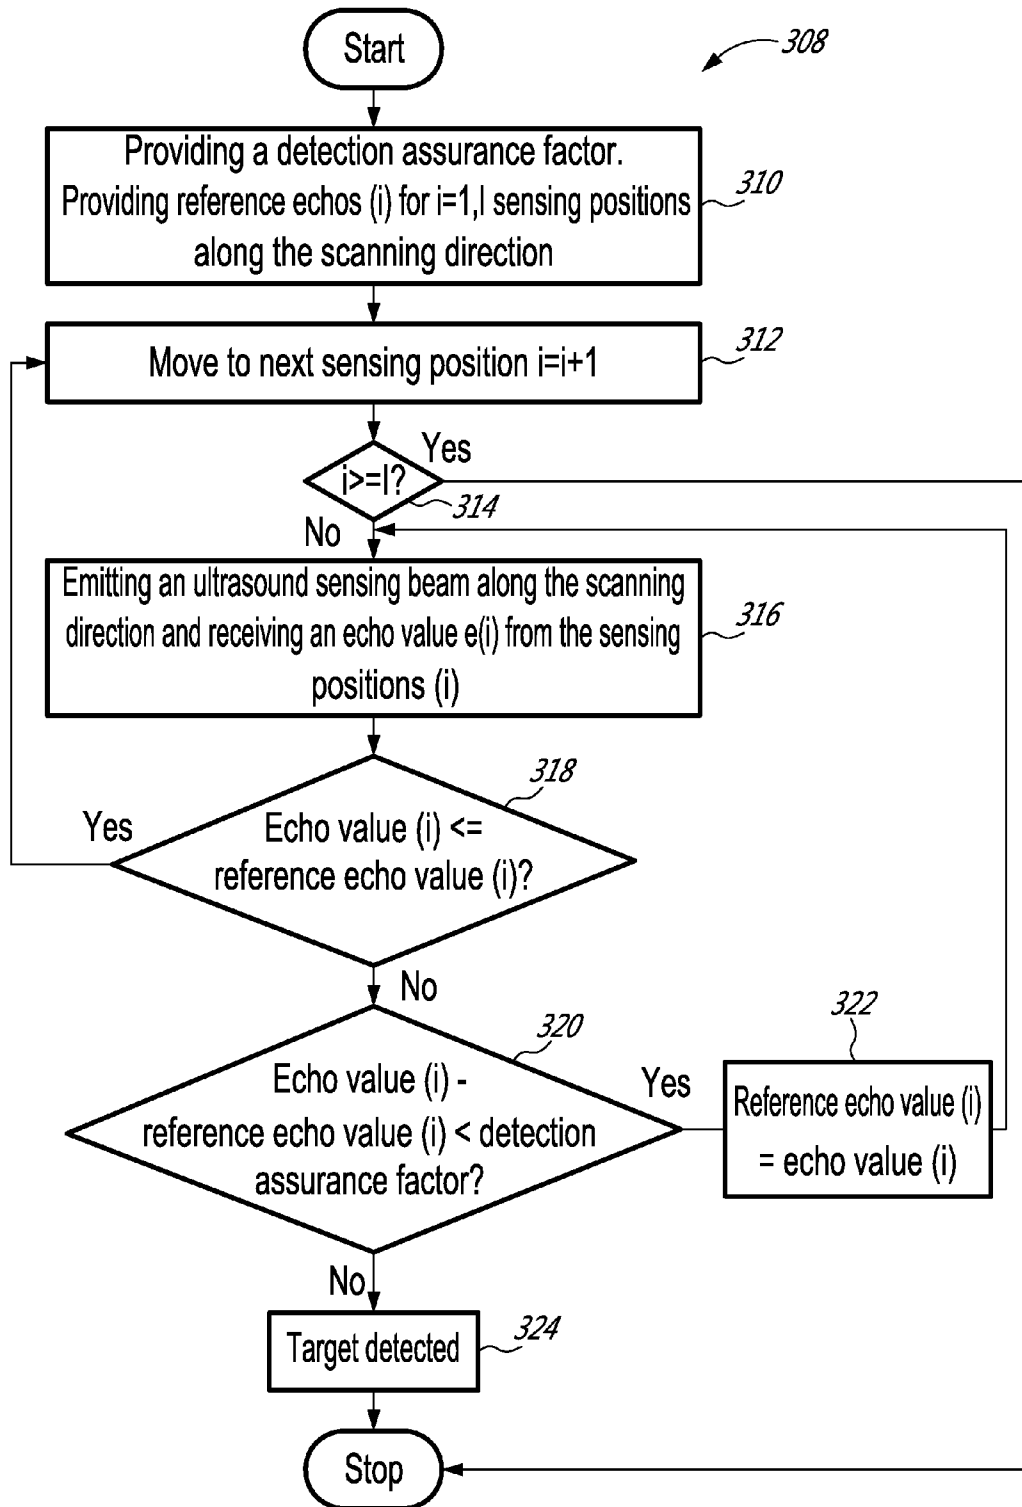 Start
308
Providing a detection assurance factor.
Providing reference echos (i) for i=1,I sensing positions
along the scanning direction
310
Move to next sensing position i=i+1
312
Yes
i>=I?
314
No
Emitting an ultrasound sensing beam along the scanning
direction and receiving an echo value e(i) from the sensing
positions (i)
316
318
Yes
Echo value (i) <=
reference echo value (i)?
No
320
322
Echo value (i) -
reference echo value (i) < detection
assurance factor?
Yes
Reference echo value (i)
= echo value (i)
No
Target detected
324
Stop